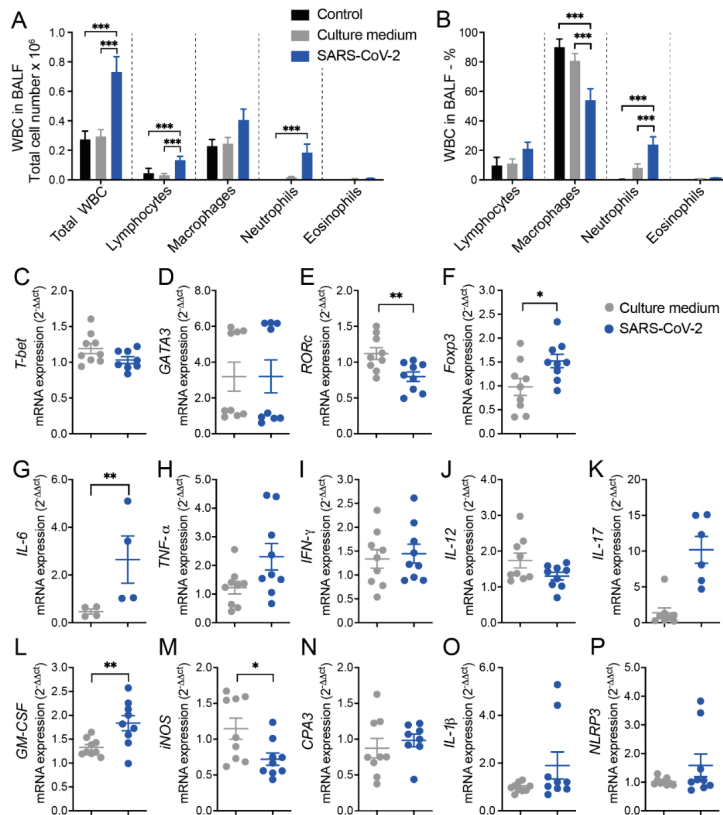 A
B
Control
Culture medium
SARS-CoV-2
WBC in BALF
Total cell number x 10⁶
1.0
0.8
0.6
0.4
0.2
0.0
***
***
***
***
***
Total WBC
Lymphocytes
Macrophages
Neutrophils
Eosinophils
WBC in BALF - %
100
80
60
40
20
0
***
***
***
***
Lymphocytes
Macrophages
Neutrophils
Eosinophils
C
T-bet
mRNA expression (2-ΔΔct)
2.0
1.5
1.0
0.5
0.0
D
GATA3
mRNA expression (2-ΔΔct)
8.0
6.0
4.0
2.0
0.0
E
RORc
mRNA expression (2-ΔΔct)
2.0
1.5
1.0
0.5
0.0
**
F
Foxp3
mRNA expression (2-ΔΔct)
2.5
2.0
1.5
1.0
0.5
0.0
*
Culture medium
SARS-CoV-2
G
IL-6
mRNA expression (2-ΔΔct)
6.0
4.0
2.0
0.0
**
H
TNF-α
mRNA expression (2-ΔΔct)
5.0
4.0
3.0
2.0
1.0
0.0
I
IFN-γ
mRNA expression (2-ΔΔct)
3.0
2.5
2.0
1.5
1.0
0.5
0.0
J
IL-12
mRNA expression (2-ΔΔct)
4.0
3.0
2.0
1.0
0.0
K
IL-17
mRNA expression (2-ΔΔct)
20
15
10
5
0
L
GM-CSF
mRNA expression (2-ΔΔct)
3.0
2.5
2.0
1.5
1.0
0.5
0.0
**
M
iNOS
mRNA expression (2-ΔΔct)
2.0
1.5
1.0
0.5
0.0
*
N
CPA3
mRNA expression (2-ΔΔct)
2.0
1.5
1.0
0.5
0.0
O
IL-1β
mRNA expression (2-ΔΔct)
6.0
4.0
2.0
0.0
P
NLRP3
mRNA expression (2-ΔΔct)
5.0
4.0
3.0
2.0
1.0
0.0